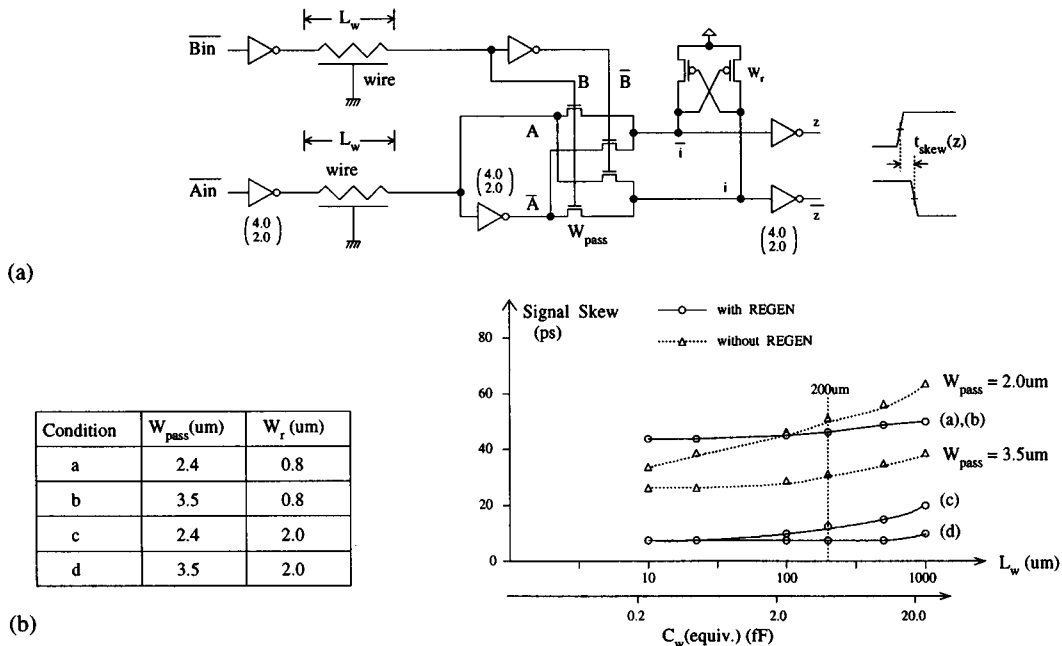 L_w
B̅i̅n̅
wire
B
B̅
W_r
z
t_skew(z)
L_w
wire
A
i̅
A̅i̅n̅
(4.0
2.0)
(4.0
2.0)
A̅
W_pass
i
z̅
(4.0
2.0)
(a)
Signal Skew
(ps)
with REGEN
without REGEN
80
60
40
20
0
200um
W_pass = 2.0um
(a),(b)
W_pass = 3.5um
(c)
(d)
10 100 1000 L_w (um)
0.2 2.0 20.0
C_w(equiv.) (fF)
Condition W_pass(um) W_r (um)
a 2.4 0.8
b 3.5 0.8
c 2.4 2.0
d 3.5 2.0
(b)